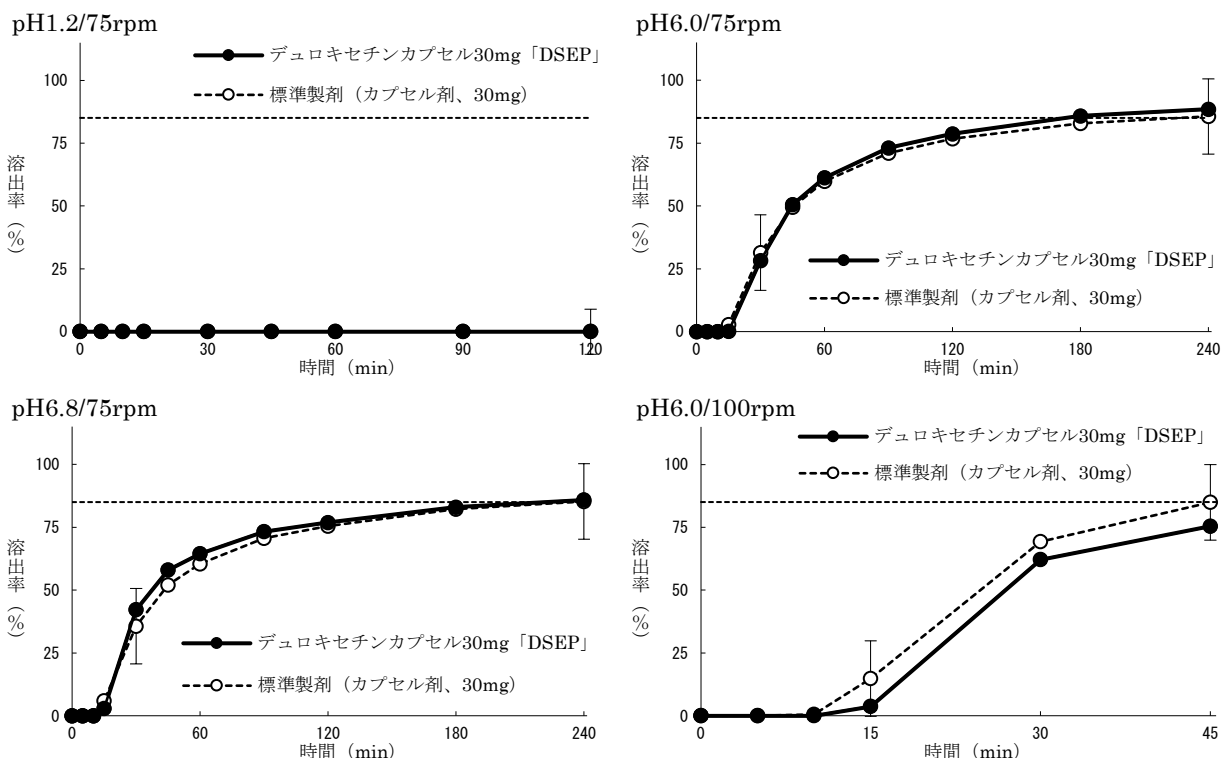 pH1.2/75rpm
デュロキセチンカプセル30mg「DSEP」
標準製剤（カプセル剤、30mg）
100
75
50
25
0
溶出率（%）
0 30 60 90 120
時間（min）
pH6.0/75rpm
100
75
50
25
0
溶出率（%）
デュロキセチンカプセル30mg「DSEP」
標準製剤（カプセル剤、30mg）
0 60 120 180 240
時間（min）
pH6.8/75rpm
100
75
50
25
0
溶出率（%）
デュロキセチンカプセル30mg「DSEP」
標準製剤（カプセル剤、30mg）
0 60 120 180 240
時間（min）
pH6.0/100rpm
デュロキセチンカプセル30mg「DSEP」
標準製剤（カプセル剤、30mg）
100
75
50
25
0
溶出率（%）
0 15 30 45
時間（min）